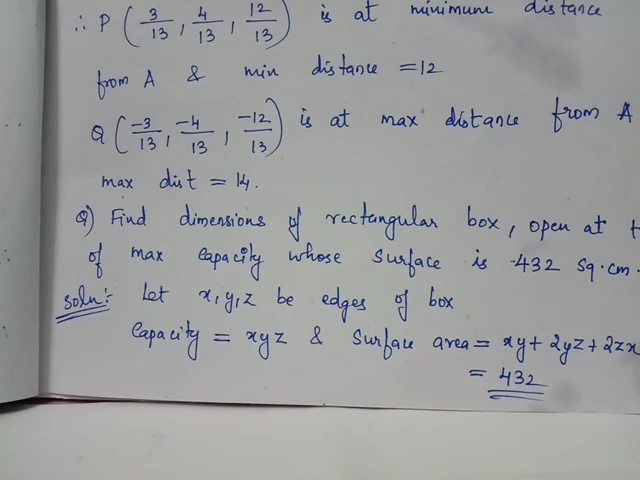 ∴ P (3/13, 4/13, 12/13) is at minimum distance
from A & min distance = 12
Q (-3/13, -4/13, -12/13) is at max distance from A
max dist = 14.
Q) Find dimensions of rectangular box, open at
of max capacity whose surface is 432 sq.cm.
Soln:- Let x,y,z be edges of box
Capacity = xyz & Surface area = xy + 2yz + 2zx
= 432